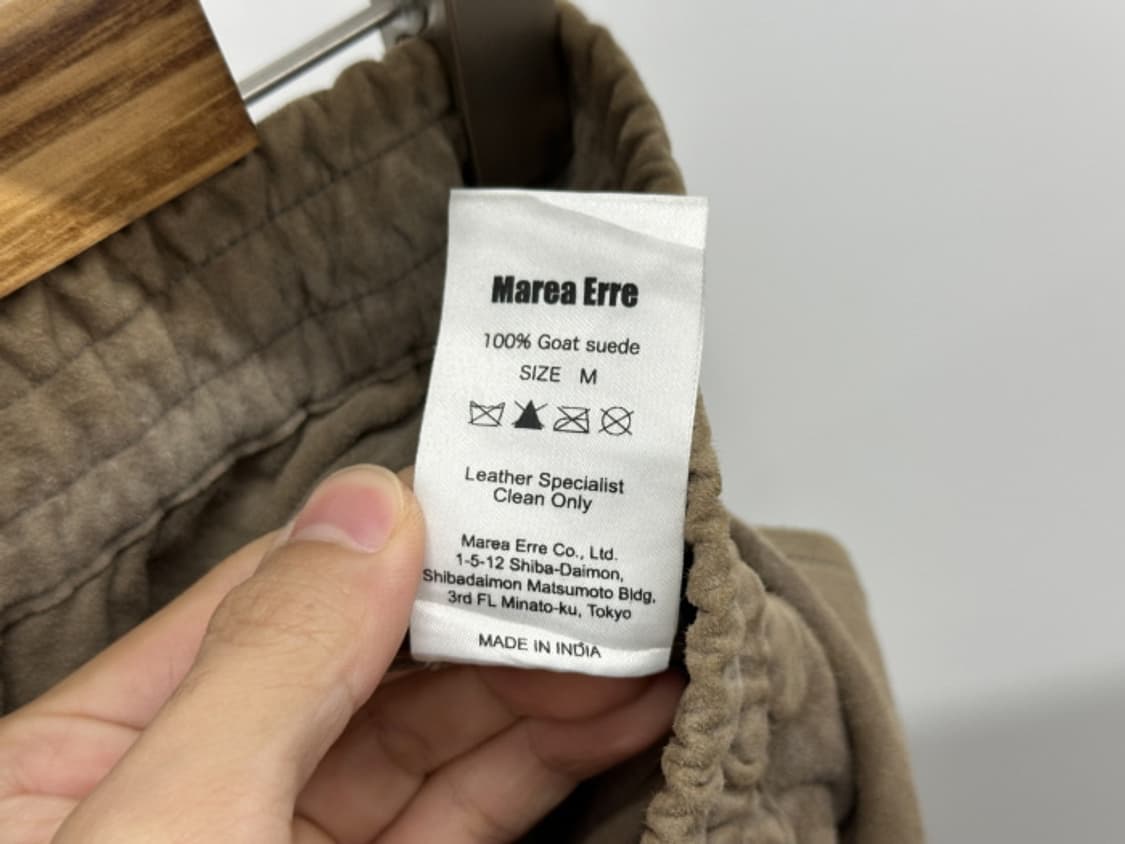 Marea Erre
100% Goat suede
SIZE M
Leather Specialist
Clean Only
Marea Erre Co., Ltd.
1-5-12 Shiba-Daimon,
Shibadaimon Matsumoto Bldg,
3rd FL Minato-ku, Tokyo
MADE IN INDIA